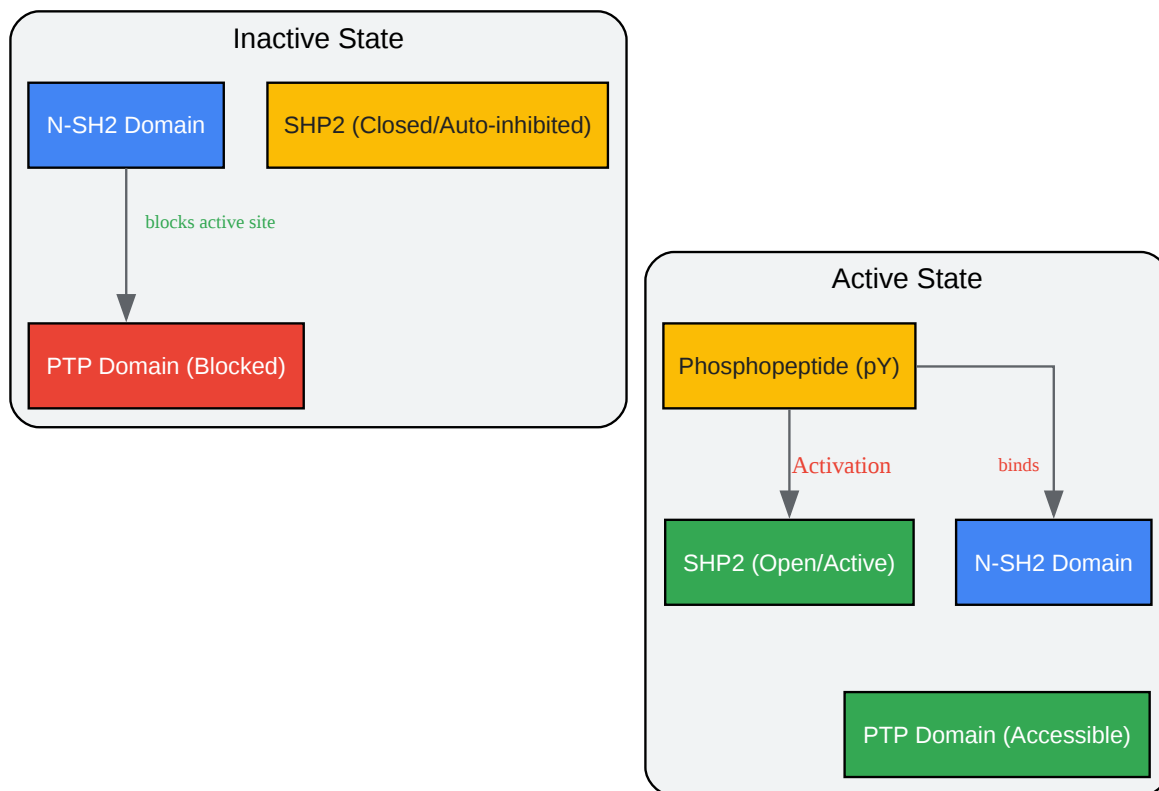 Inactive State
N-SH2 Domain
SHP2 (Closed/Auto-inhibited)
blocks active site
PTP Domain (Blocked)
Active State
Phosphopeptide (pY)
Activation
binds
SHP2 (Open/Active)
N-SH2 Domain
PTP Domain (Accessible)